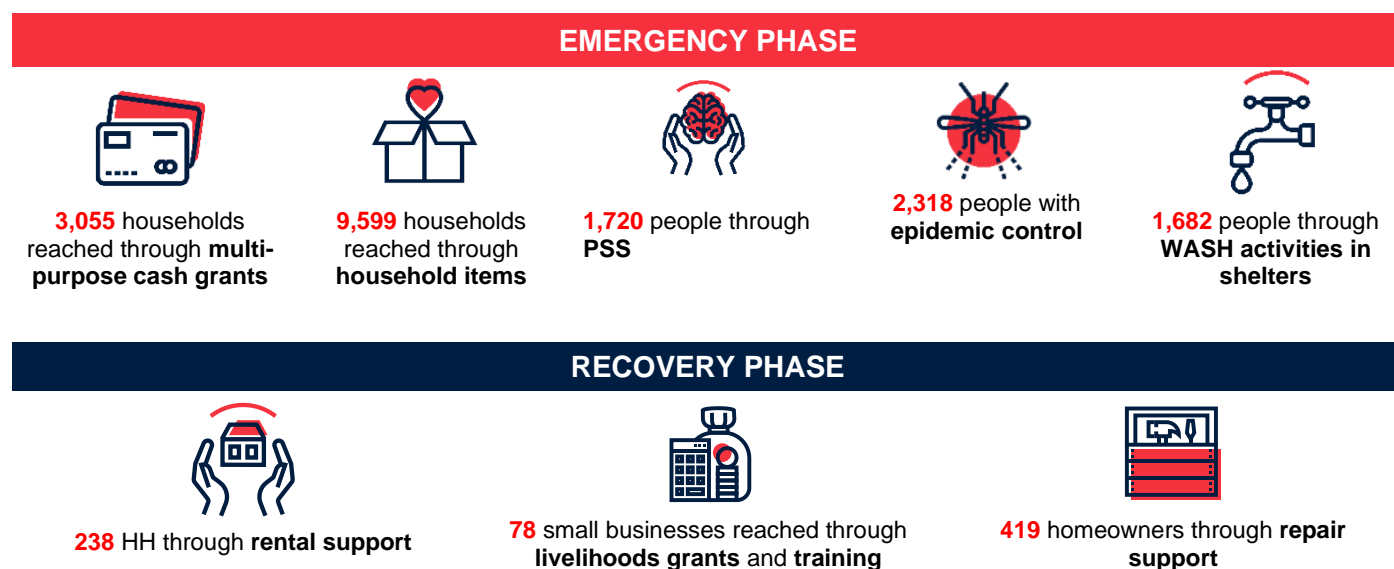 EMERGENCY PHASE
3,055 households
reached through multi-
purpose cash grants
9,599 households
reached through
household items
1,720 people through
PSS
2,318 people with
epidemic control
1,682 people through
WASH activities in
shelters
RECOVERY PHASE
238 HH through rental support
78 small businesses reached through
livelihoods grants and training
419 homeowners through repair
support